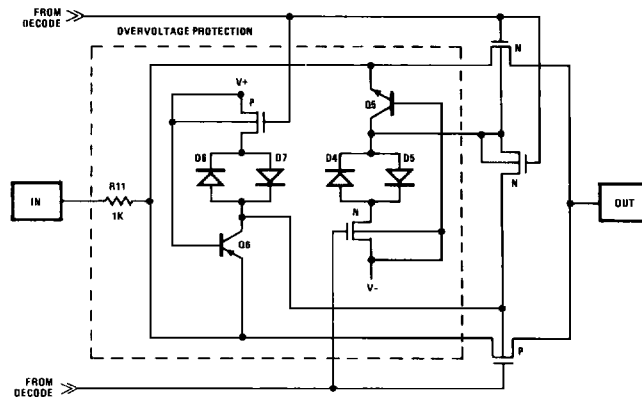 FROM
DECODE
OVERVOLTAGE PROTECTION
N
V+
P
Q5
D6
D7
D4
D5
N
R11
IN
1K
OUT
N
Q6
V-
P
FROM
DECODE